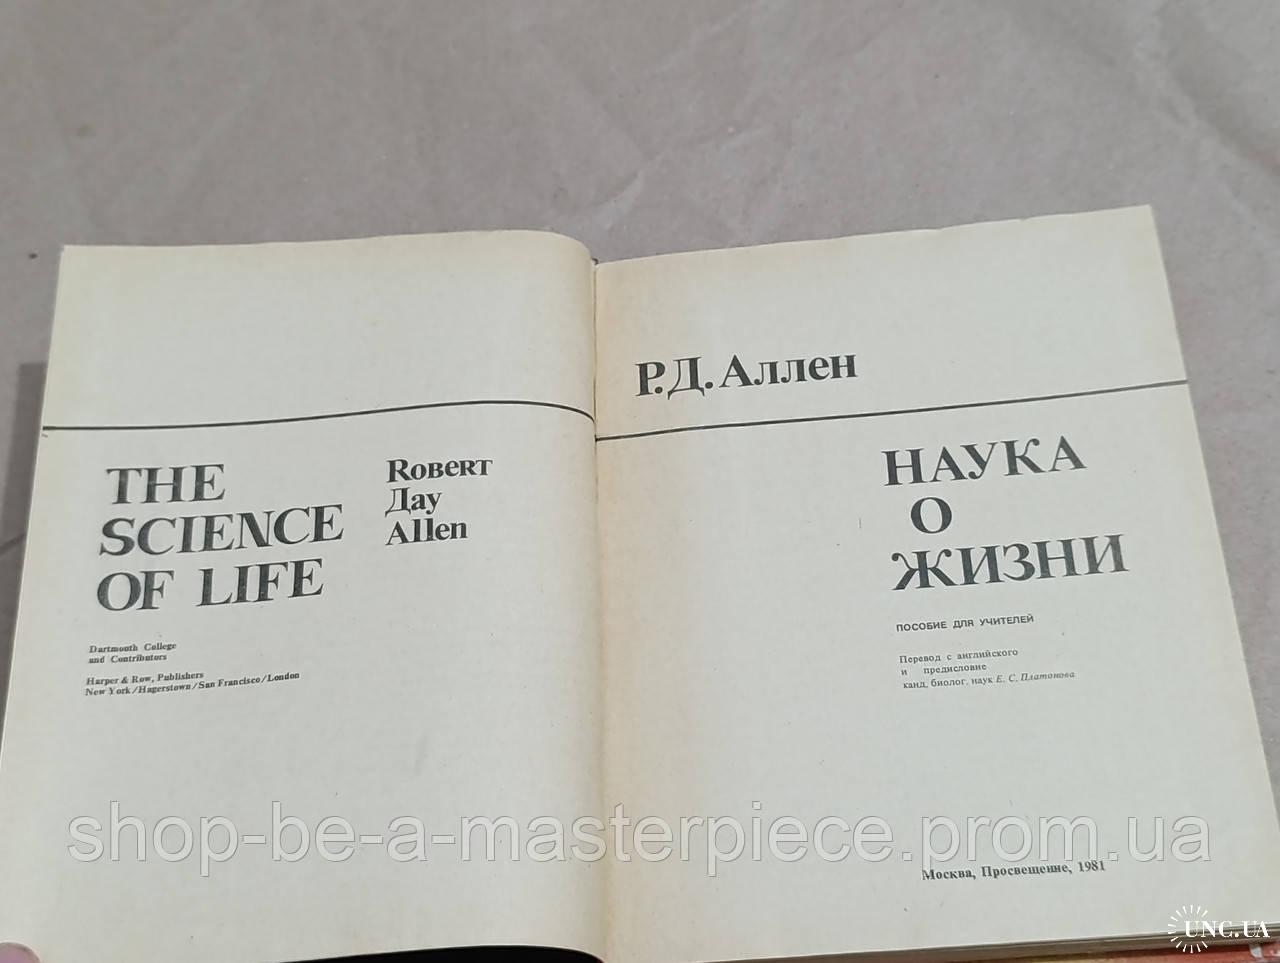 THE
SCIENCE
OF LIFE
Robert
Дay
Allen
Dartmouth College
and Contributors
Harper & Row, Publishers
New York/Hagerstown/San Francisco/London
Р.Д.Аллен
НАУКА
О
ЖИЗНИ
ПОСОБИЕ ДЛЯ УЧИТЕЛЕЙ
Перевод с английского
и предисловие
канд. биолог. наук Е. С. Платонова
Москва, Просвещение, 1981
shop-be-a-masterpiece.prom.ua
UNC.UA